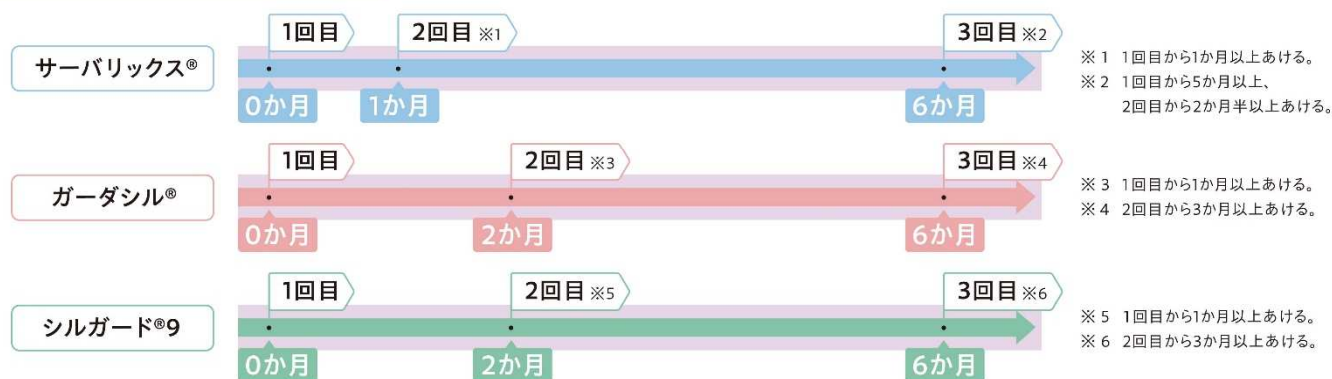 1回目 2回目 ※1 3回目 ※2
サーバリックス®
0か月 1か月 6か月
※1 1回目から1か月以上あける。
※2 1回目から5か月以上、
2回目から2か月半以上あける。
1回目 2回目 ※3 3回目 ※4
ガーダシル®
0か月 2か月 6か月
※3 1回目から1か月以上あける。
※4 2回目から3か月以上あける。
1回目 2回目 ※5 3回目 ※6
シルガード®9
0か月 2か月 6か月
※5 1回目から1か月以上あける。
※6 2回目から3か月以上あける。